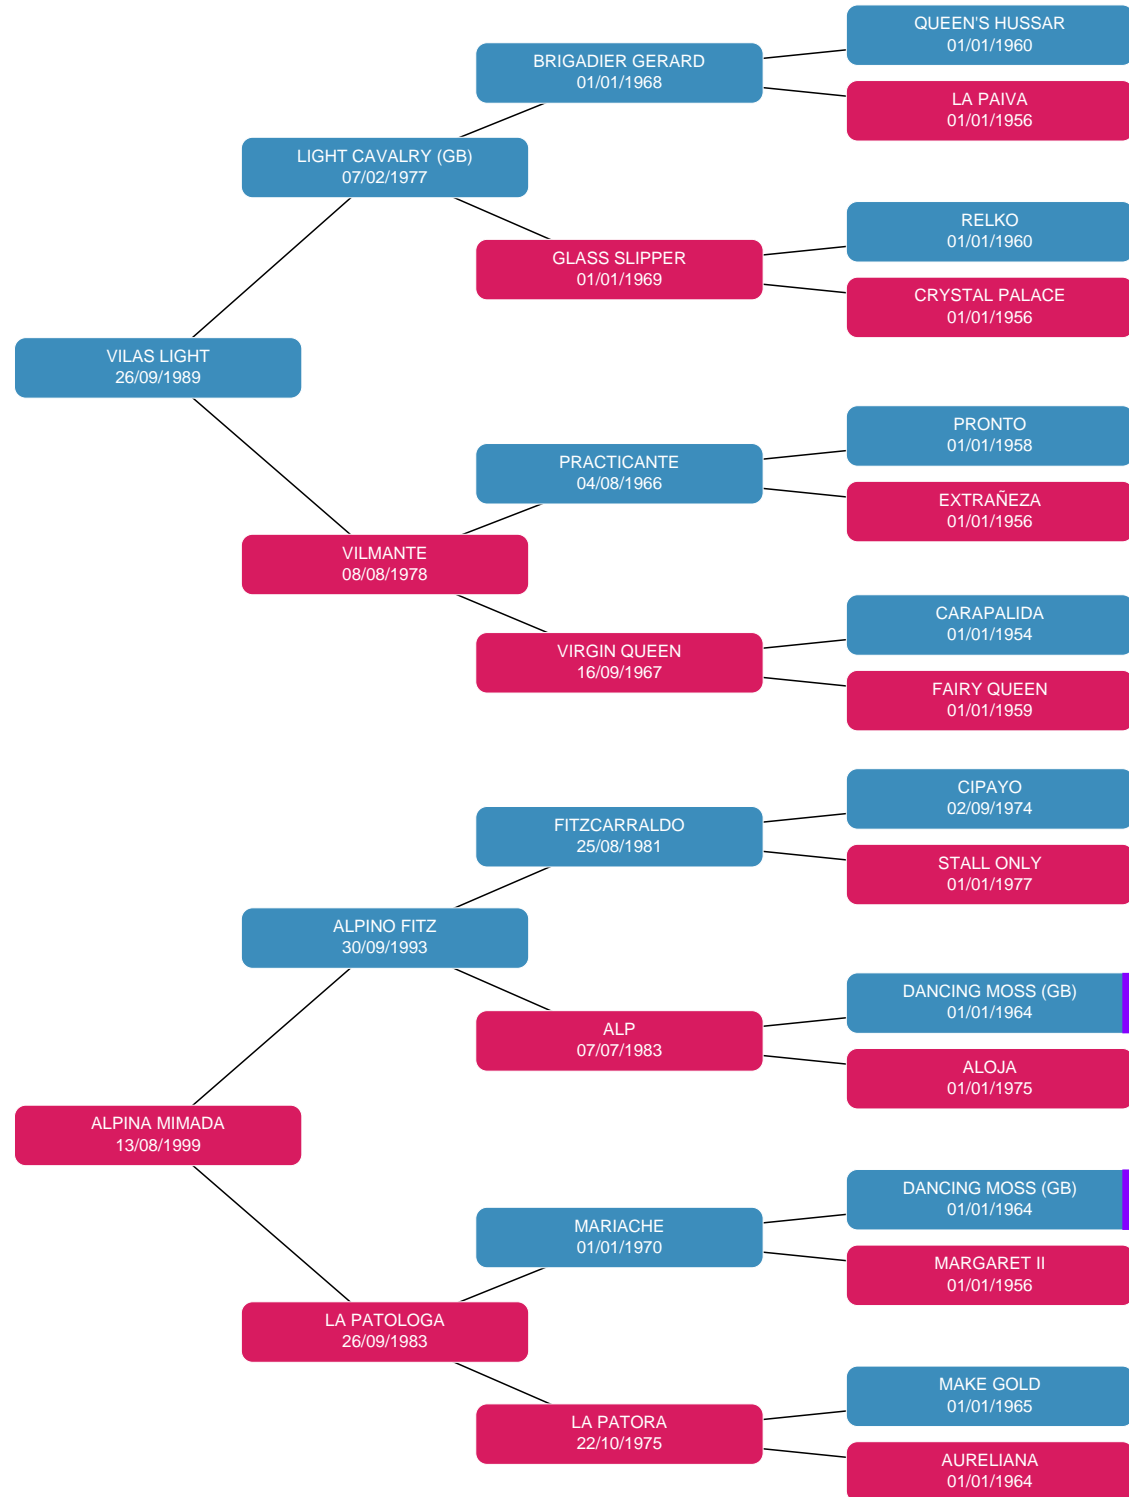 QUEEN'S HUSSAR
01/01/1960
BRIGADIER GERARD
01/01/1968
LA PAIVA
01/01/1956
LIGHT CAVALRY (GB)
07/02/1977
RELKO
01/01/1960
GLASS SLIPPER
01/01/1969
CRYSTAL PALACE
01/01/1956
VILAS LIGHT
26/09/1989
PRONTO
01/01/1958
PRACTICANTE
04/08/1966
EXTRAÑEZA
01/01/1956
VILMANTE
08/08/1978
CARAPALIDA
01/01/1954
VIRGIN QUEEN
16/09/1967
FAIRY QUEEN
01/01/1959
CIPAYO
02/09/1974
FITZCARRALDO
25/08/1981
STALL ONLY
01/01/1977
ALPINO FITZ
30/09/1993
DANCING MOSS (GB)
01/01/1964
ALP
07/07/1983
ALOJA
01/01/1975
ALPINA MIMADA
13/08/1999
DANCING MOSS (GB)
01/01/1964
MARIACHE
01/01/1970
MARGARET II
01/01/1956
LA PATOLOGA
26/09/1983
MAKE GOLD
01/01/1965
LA PATORA
22/10/1975
AURELIANA
01/01/1964